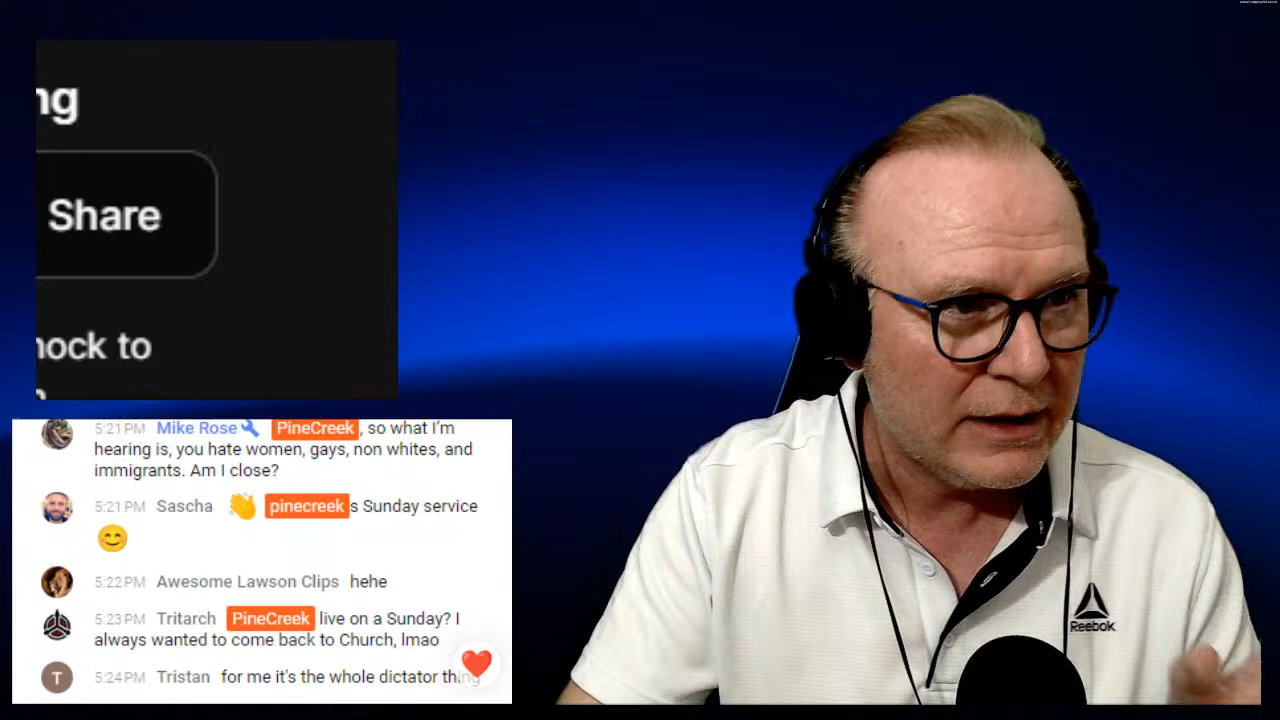 ng
Share
nock to
5:21 PM Mike Rose PineCreek, so what I'm
hearing is, you hate women, gays, non whites, and
immigrants. Am I close?
5:21 PM Sascha 👋 pinecreeks Sunday service
😊
5:22 PM Awesome Lawson Clips hehe
5:23 PM Tritarch PineCreek live on a Sunday? I
always wanted to come back to Church, lmao
T 5:24 PM Tristan for me it's the whole dictator thing
Reebok